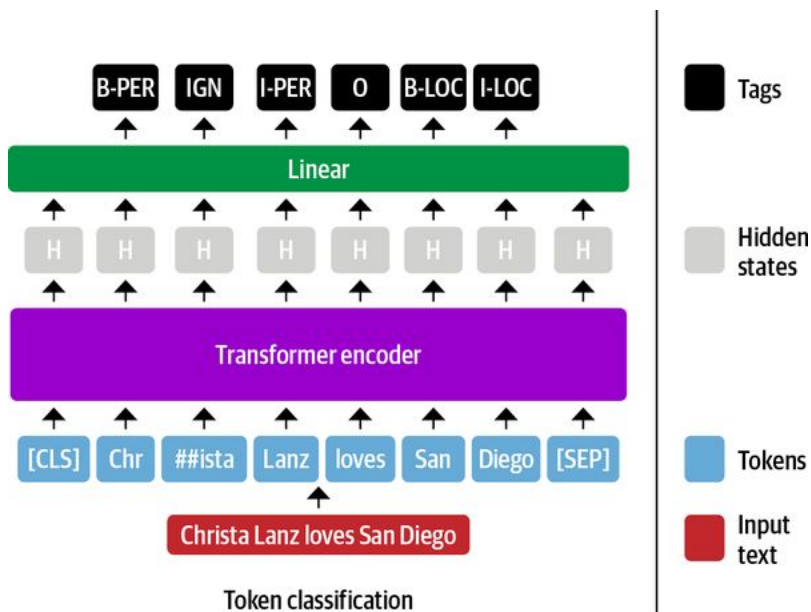 B-PER IGN I-PER O B-LOC I-LOC
Tags
Linear
H H H H H H H H
Hidden
states
Transformer encoder
[CLS] Chr ##ista Lanz loves San Diego [SEP]
Tokens
Christa Lanz loves San Diego
Input
text
Token classification